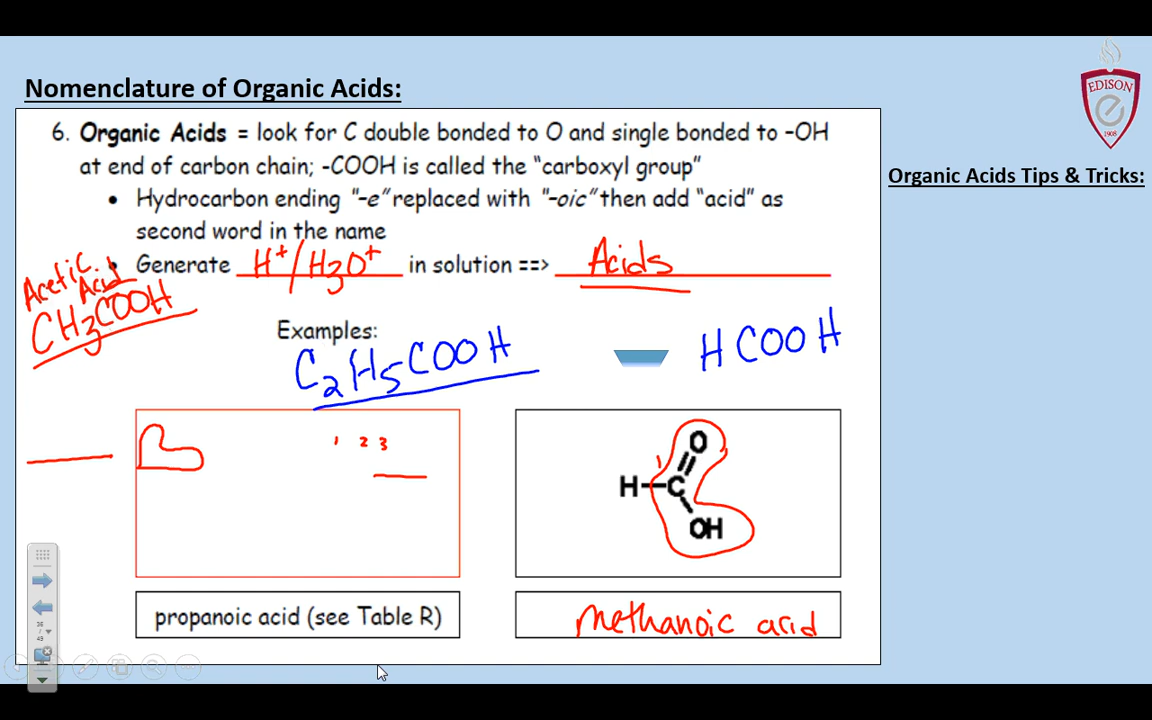 Nomenclature of Organic Acids:
EDISON
e
1908
Organic Acids Tips & Tricks:
6. Organic Acids = look for C double bonded to O and single bonded to -OH
at end of carbon chain; -COOH is called the "carboxyl group"
• Hydrocarbon ending "-e" replaced with "-oic" then add "acid" as
second word in the name
• Generate H+/H3O+ in solution ==> Acids
Acetic
Acid
CH3COOH
Examples:
C2H5COOH
HCOOH
1 2 3
1
O
H-C
OH
propanoic acid (see Table R)
methanoic acid
36
/
49